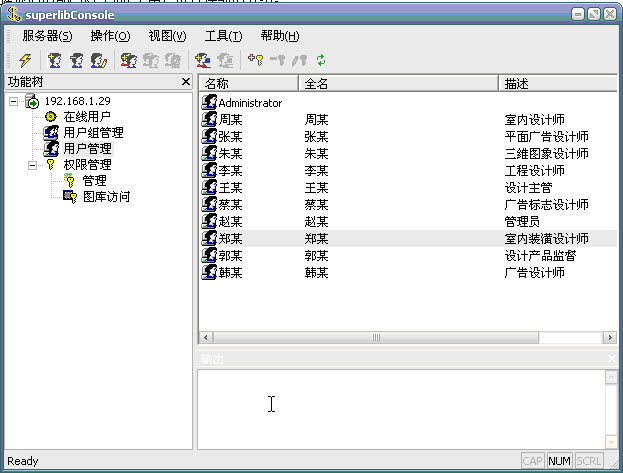 superlibConsole
服务器(S) 操作(O) 视图(V) 工具(T) 帮助(H)
功能树
192.168.1.29
在线用户
用户组管理
用户管理
权限管理
管理
图库访问
名称 全名 描述
Administrator
周某 周某 室内设计师
张某 张某 平面广告设计师
朱某 朱某 三维图象设计师
李某 李某 工程设计师
王某 王某 设计主管
蔡某 蔡某 广告标志设计师
赵某 赵某 管理员
郑某 郑某 室内装潢设计师
郭某 郭某 设计产品监督
韩某 韩某 广告设计师
输出
Ready CAP NUM SCRL